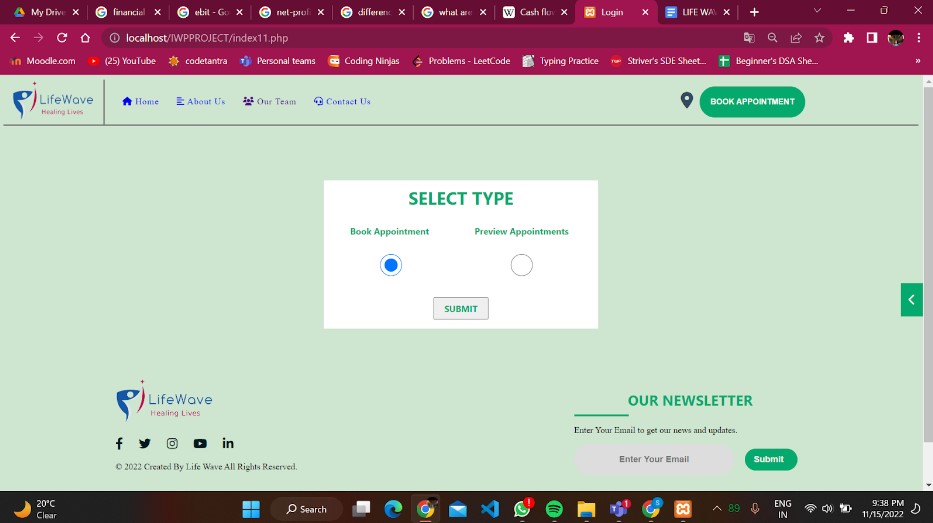 My Drive
financial
ebit - Go
net-profi
differenc
what are
Cash flow
Login
LIFE WAV
localhost/IWPPROJECT/index11.php
Moodle.com
(25) YouTube
codetantra
Personal teams
Coding Ninjas
Problems - LeetCode
Typing Practice
Striver's SDE Sheet...
Beginner's DSA She...
»
LifeWave
Healing Lives
Home
About Us
Our Team
Contact Us
BOOK APPOINTMENT
SELECT TYPE
Book Appointment
Preview Appointments
SUBMIT
LifeWave
Healing Lives
© 2022 Created By Life Wave All Rights Reserved.
OUR NEWSLETTER
Enter Your Email to get our news and updates.
Enter Your Email
Submit
20°C
Clear
Search
89
ENG
IN
9:38 PM
11/15/2022